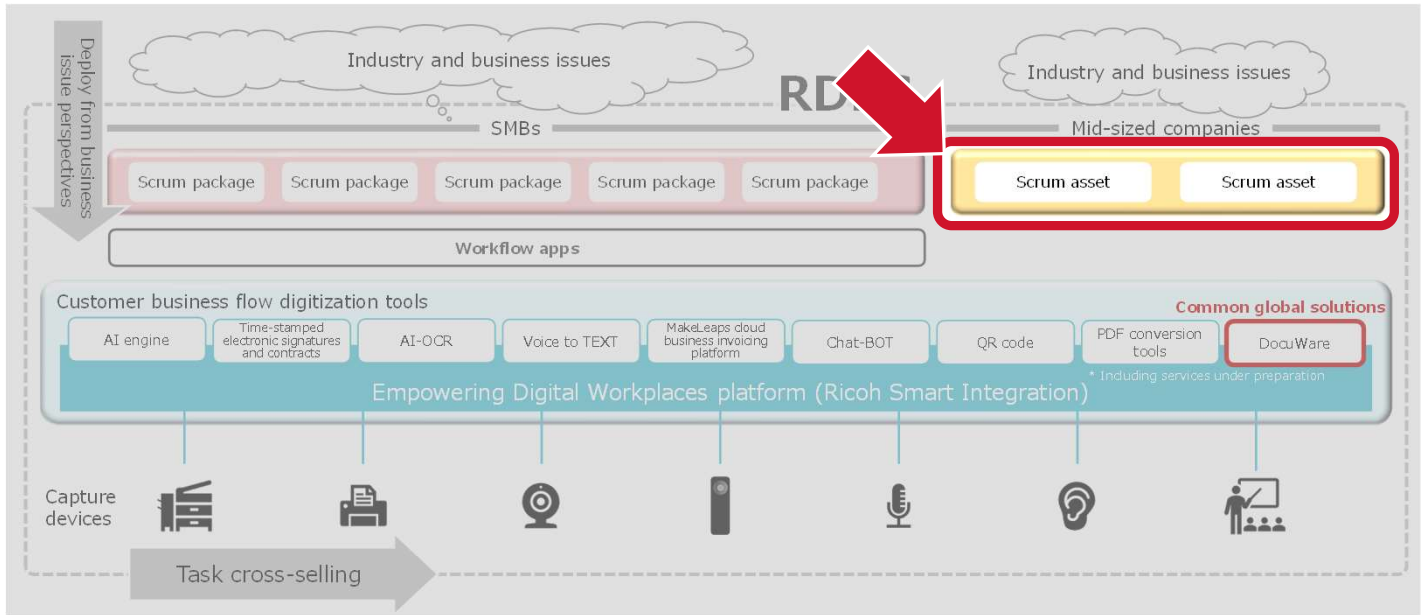 Deploy from business
issue perspectives
Industry and business issues
Industry and business issues
SMBs
Mid-sized companies
Scrum package
Scrum package
Scrum package
Scrum package
Scrum package
Scrum asset
Scrum asset
Workflow apps
Customer business flow digitization tools
Common global solutions
AI engine
Time-stamped
electronic signatures
and contracts
AI-OCR
Voice to TEXT
MakeLeaps cloud
business invoicing
platform
Chat-BOT
QR code
PDF conversion
tools
DocuWare
* Including services under preparation
Empowering Digital Workplaces platform (Ricoh Smart Integration)
Capture
devices
Task cross-selling